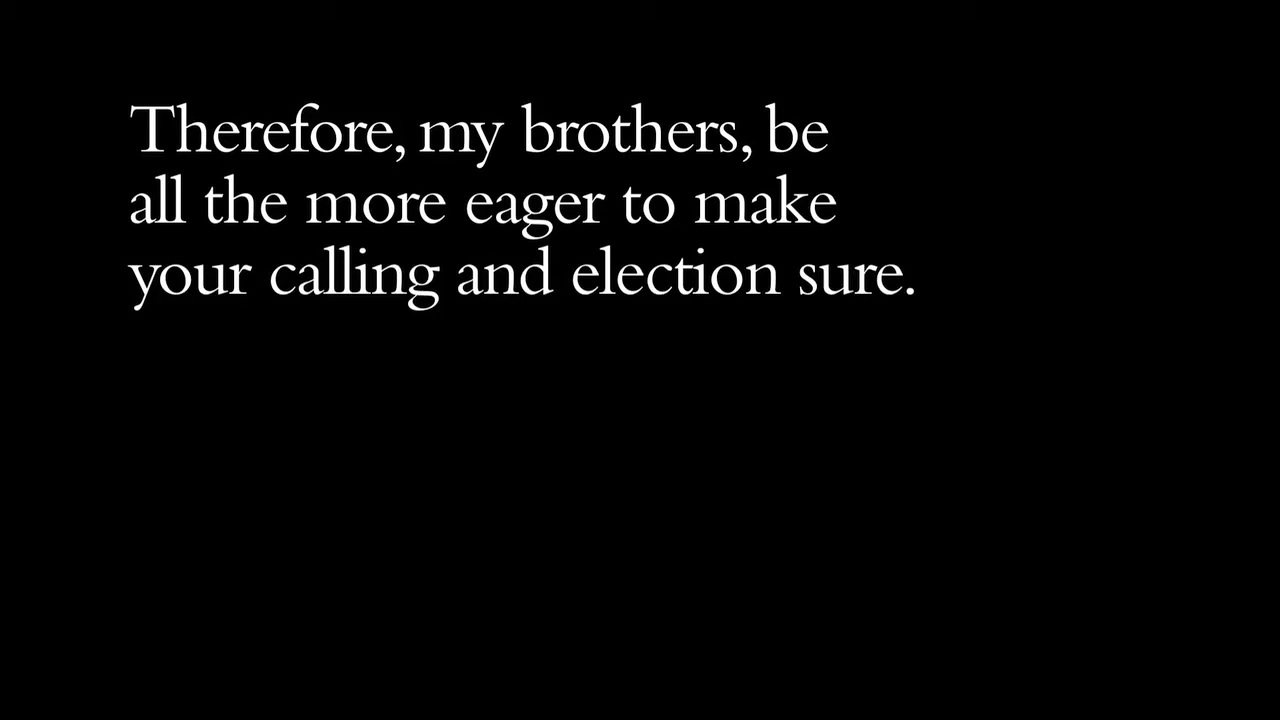 Therefore, my brothers, be
all the more eager to make
your calling and election sure.